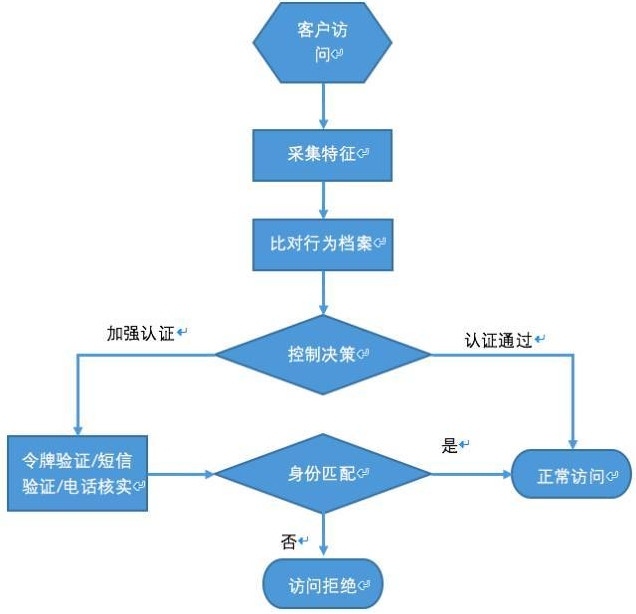 客户访
问
采集特征
比对行为档案
加强认证
控制决策
认证通过
令牌验证/短信
验证/电话核实
身份匹配
是
正常访问
否
访问拒绝